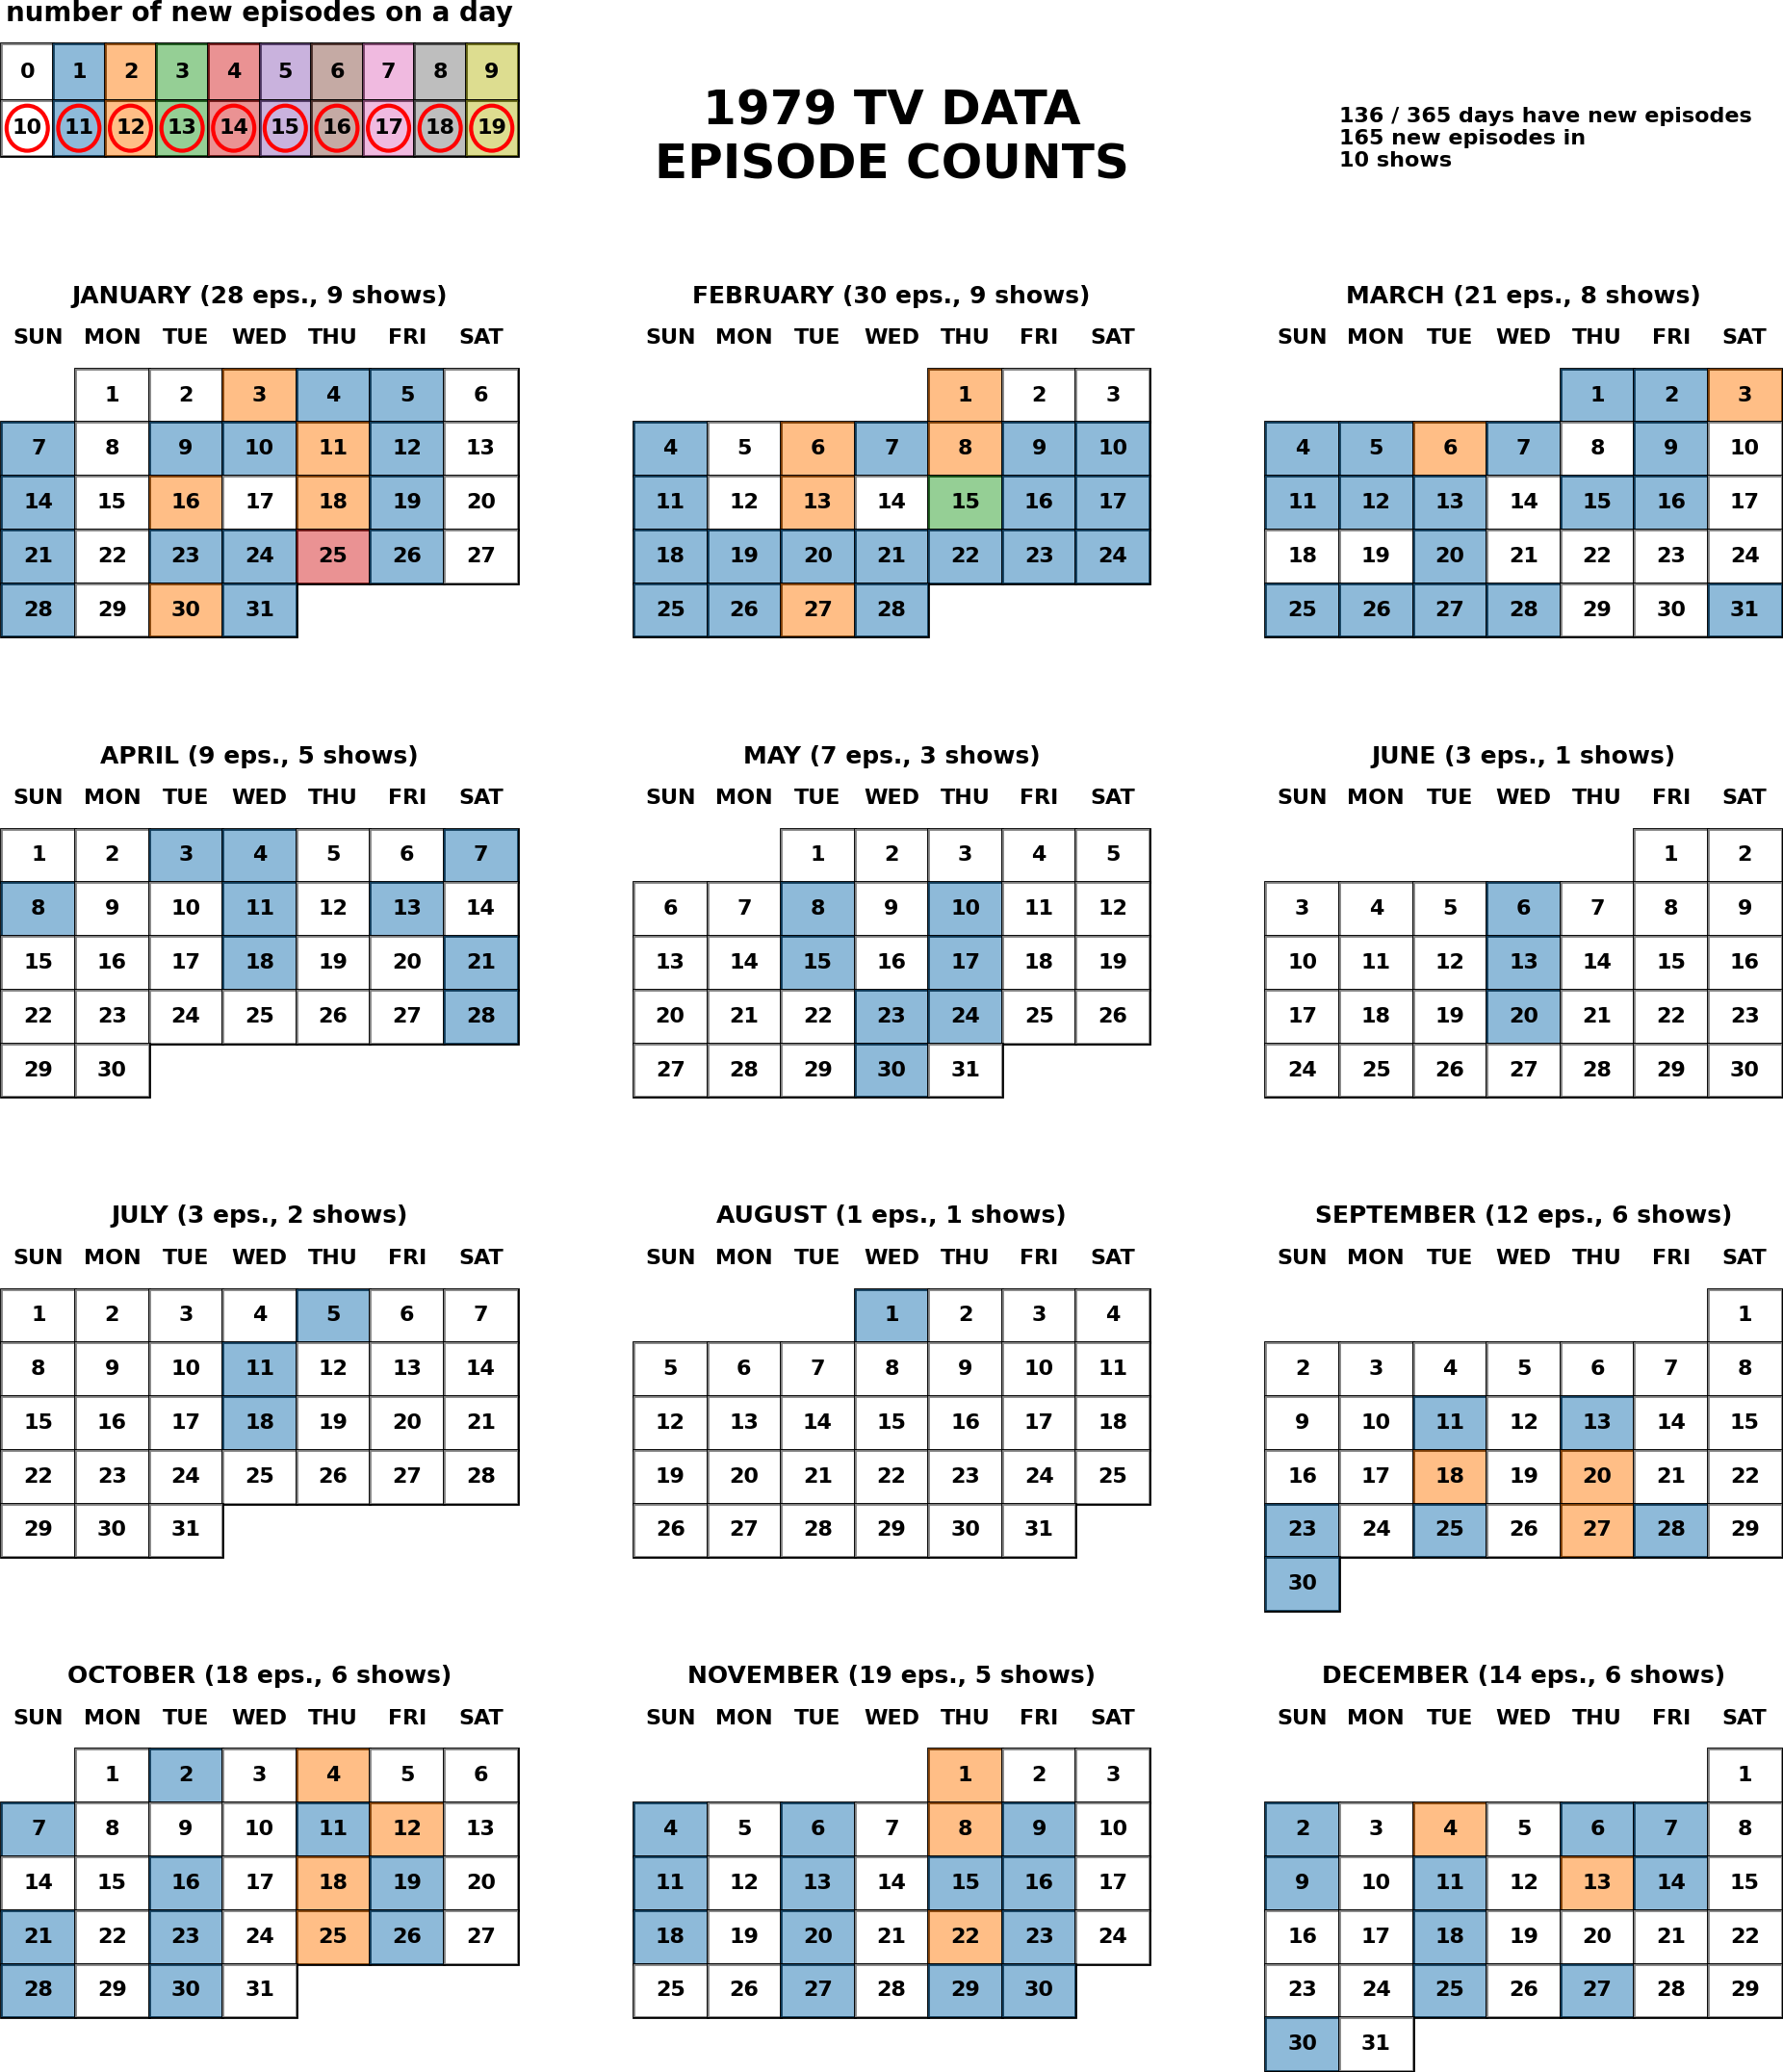 number of new episodes on a day
0 1 2 3 4 5 6 7 8 9
10 11 12 13 14 15 16 17 18 19
1979 TV DATA
EPISODE COUNTS
136 / 365 days have new episodes
165 new episodes in
10 shows
JANUARY (28 eps., 9 shows)
SUN MON TUE WED THU FRI SAT
1 2 3 4 5 6
7 8 9 10 11 12 13
14 15 16 17 18 19 20
21 22 23 24 25 26 27
28 29 30 31
FEBRUARY (30 eps., 9 shows)
SUN MON TUE WED THU FRI SAT
1 2 3
4 5 6 7 8 9 10
11 12 13 14 15 16 17
18 19 20 21 22 23 24
25 26 27 28
MARCH (21 eps., 8 shows)
SUN MON TUE WED THU FRI SAT
1 2 3
4 5 6 7 8 9 10
11 12 13 14 15 16 17
18 19 20 21 22 23 24
25 26 27 28 29 30 31
APRIL (9 eps., 5 shows)
SUN MON TUE WED THU FRI SAT
1 2 3 4 5 6 7
8 9 10 11 12 13 14
15 16 17 18 19 20 21
22 23 24 25 26 27 28
29 30
MAY (7 eps., 3 shows)
SUN MON TUE WED THU FRI SAT
1 2 3 4 5
6 7 8 9 10 11 12
13 14 15 16 17 18 19
20 21 22 23 24 25 26
27 28 29 30 31
JUNE (3 eps., 1 shows)
SUN MON TUE WED THU FRI SAT
1 2
3 4 5 6 7 8 9
10 11 12 13 14 15 16
17 18 19 20 21 22 23
24 25 26 27 28 29 30
JULY (3 eps., 2 shows)
SUN MON TUE WED THU FRI SAT
1 2 3 4 5 6 7
8 9 10 11 12 13 14
15 16 17 18 19 20 21
22 23 24 25 26 27 28
29 30 31
AUGUST (1 eps., 1 shows)
SUN MON TUE WED THU FRI SAT
1 2 3 4
5 6 7 8 9 10 11
12 13 14 15 16 17 18
19 20 21 22 23 24 25
26 27 28 29 30 31
SEPTEMBER (12 eps., 6 shows)
SUN MON TUE WED THU FRI SAT
1
2 3 4 5 6 7 8
9 10 11 12 13 14 15
16 17 18 19 20 21 22
23 24 25 26 27 28 29
30
OCTOBER (18 eps., 6 shows)
SUN MON TUE WED THU FRI SAT
1 2 3 4 5 6
7 8 9 10 11 12 13
14 15 16 17 18 19 20
21 22 23 24 25 26 27
28 29 30 31
NOVEMBER (19 eps., 5 shows)
SUN MON TUE WED THU FRI SAT
1 2 3
4 5 6 7 8 9 10
11 12 13 14 15 16 17
18 19 20 21 22 23 24
25 26 27 28 29 30
DECEMBER (14 eps., 6 shows)
SUN MON TUE WED THU FRI SAT
1
2 3 4 5 6 7 8
9 10 11 12 13 14 15
16 17 18 19 20 21 22
23 24 25 26 27 28 29
30 31